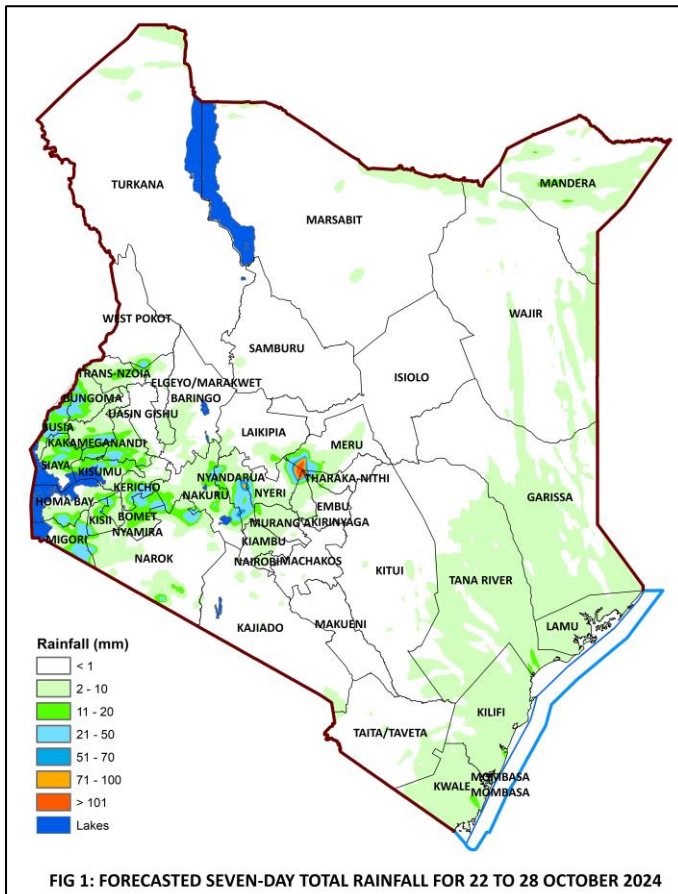 MANDERA
TURKANA
MARSABIT
WAJIR
WEST POKOT
SAMBURU
ISIOLO
TRANS-NZOIA
ELGEYO/MARAKWET
BUNGOMA
BARINGO
UASIN GISHU
BUSIA
LAIKIPIA
MERU
KAKAMEGA
NANDI
SIAYA
KISUMU
THARAKA-NITHI
NYANDARUA
KERICHO
NAKURU
NYERI
GARISSA
HOMA BAY
EMBU
KISII
BOMET
MURANG'A
KIRINYAGA
NYAMIRA
MIGORI
KIAMBU
NAROK
NAIROBI
MACHAKOS
KITUI
TANA RIVER
KAJIADO
MAKUENI
LAMU
KILIFI
TAITA/TAVETA
MOMBASA
KWALE
MOMBASA
Rainfall (mm)
< 1
2 - 10
11 - 20
21 - 50
51 - 70
71 - 100
> 101
Lakes
FIG 1: FORECASTED SEVEN-DAY TOTAL RAINFALL FOR 22 TO 28 OCTOBER 2024